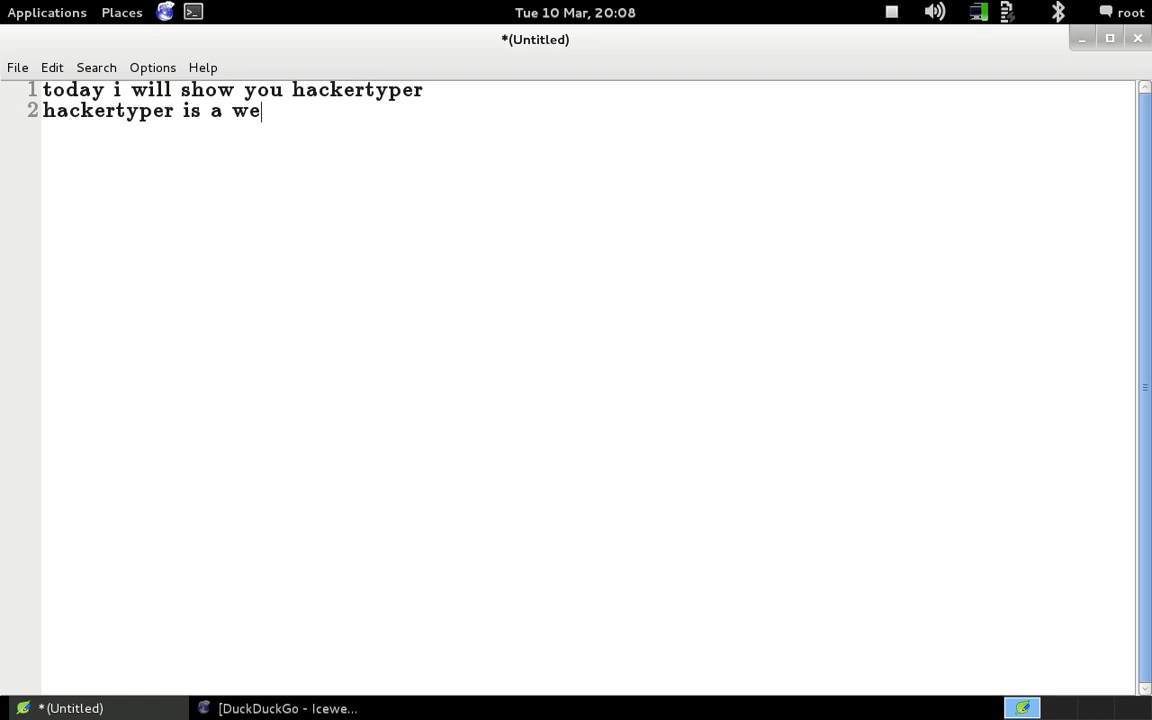 Applications Places Tue 10 Mar, 20:08 root
*(Untitled)
File Edit Search Options Help
1 today i will show you hackertyper
2 hackertyper is a we
*(Untitled) [DuckDuckGo - Icewe...